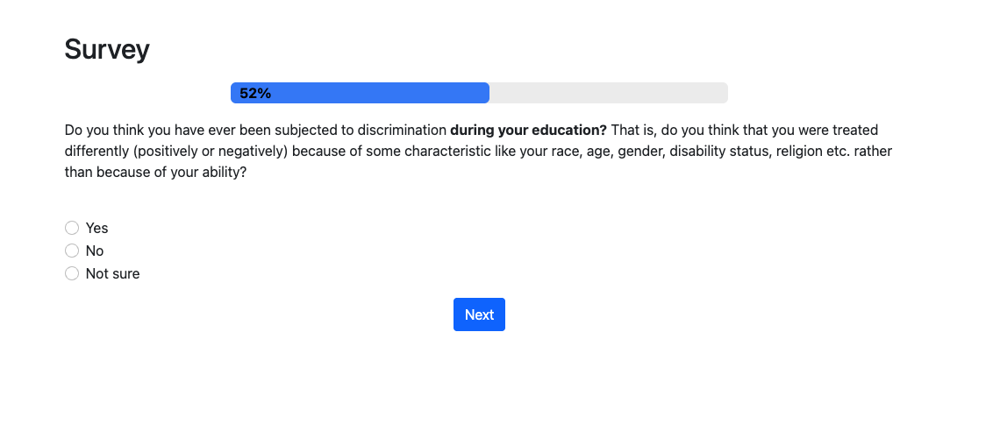 Survey
52%
Do you think you have ever been subjected to discrimination during your education? That is, do you think that you were treated
differently (positively or negatively) because of some characteristic like your race, age, gender, disability status, religion etc. rather
than because of your ability?
Yes
No
Not sure
Next